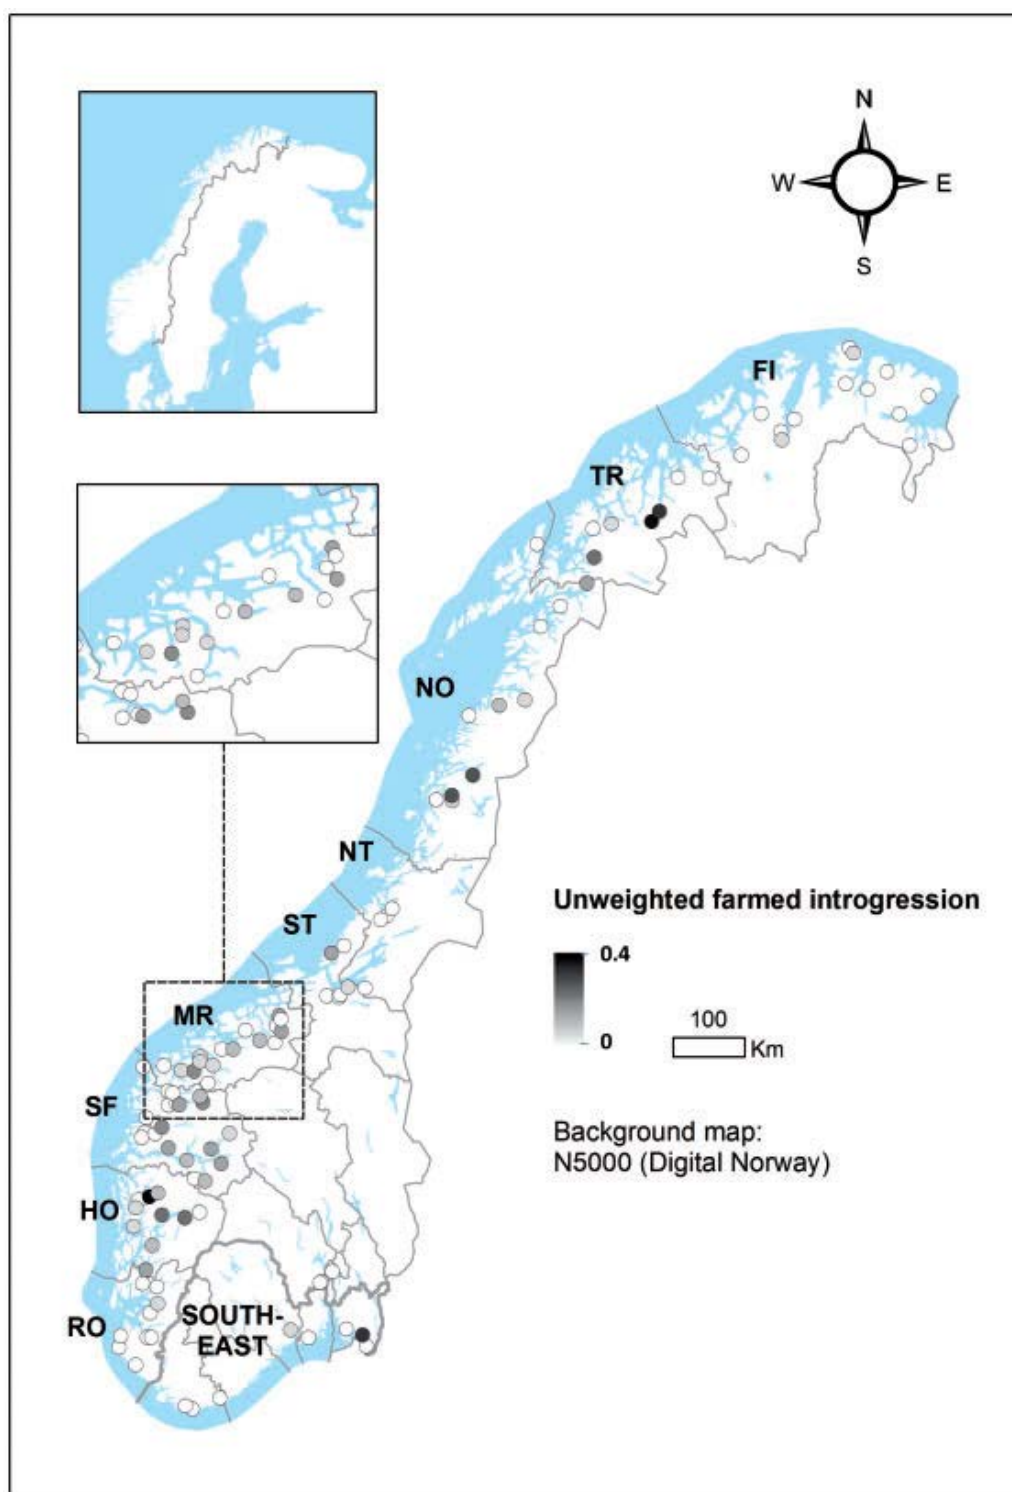 N
W
E
S
FI
TR
NO
NT
ST
MR
SF
HO
RO
SOUTH-
EAST
Unweighted farmed introgression
0.4
0
100
Km
Background map:
N5000 (Digital Norway)